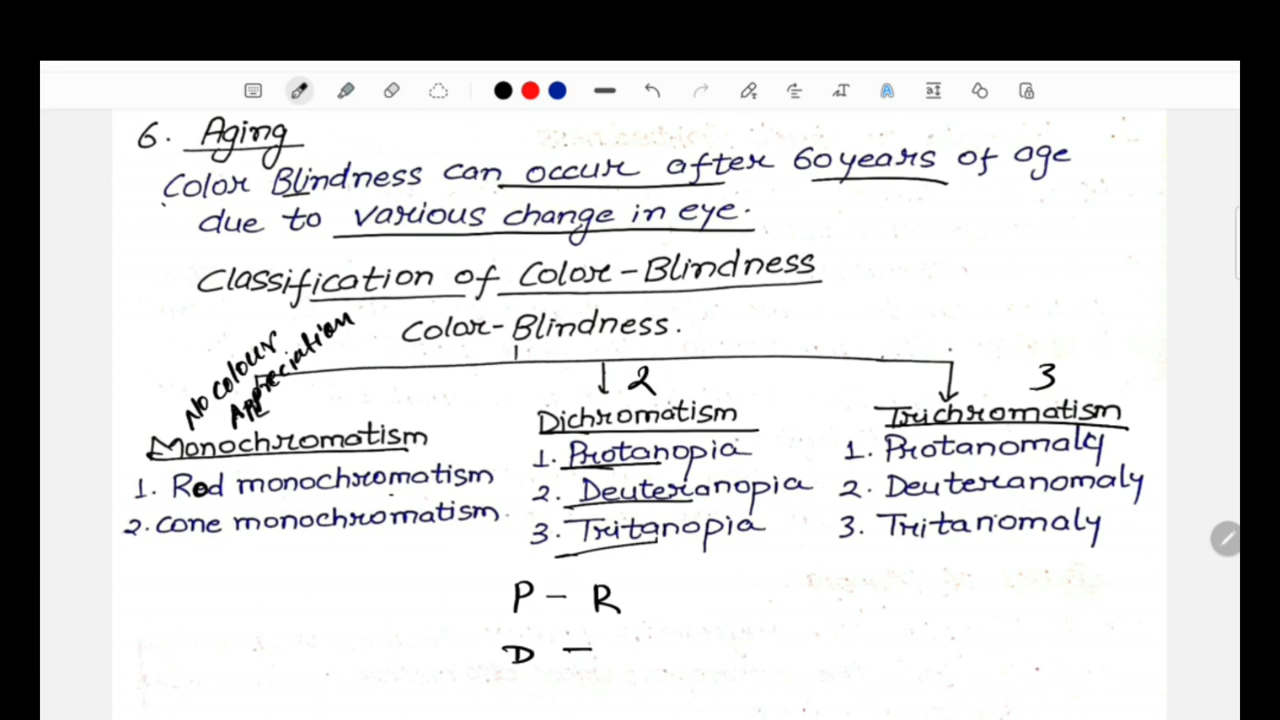 6. Aging
Color Blindness can occur after 60 years of age
due to various change in eye.
Classification of Color-Blindness
Color-Blindness.
No colour
Appreciation
2
3
Monochromatism
1. Rod monochromatism
2. Cone monochromatism.
Dichromatism
1. Protanopia
2. Deuteranopia
3. Tritanopia
Trichromatism
1. Protanomaly
2. Deuteranomaly
3. Tritanomaly
P - R
D -